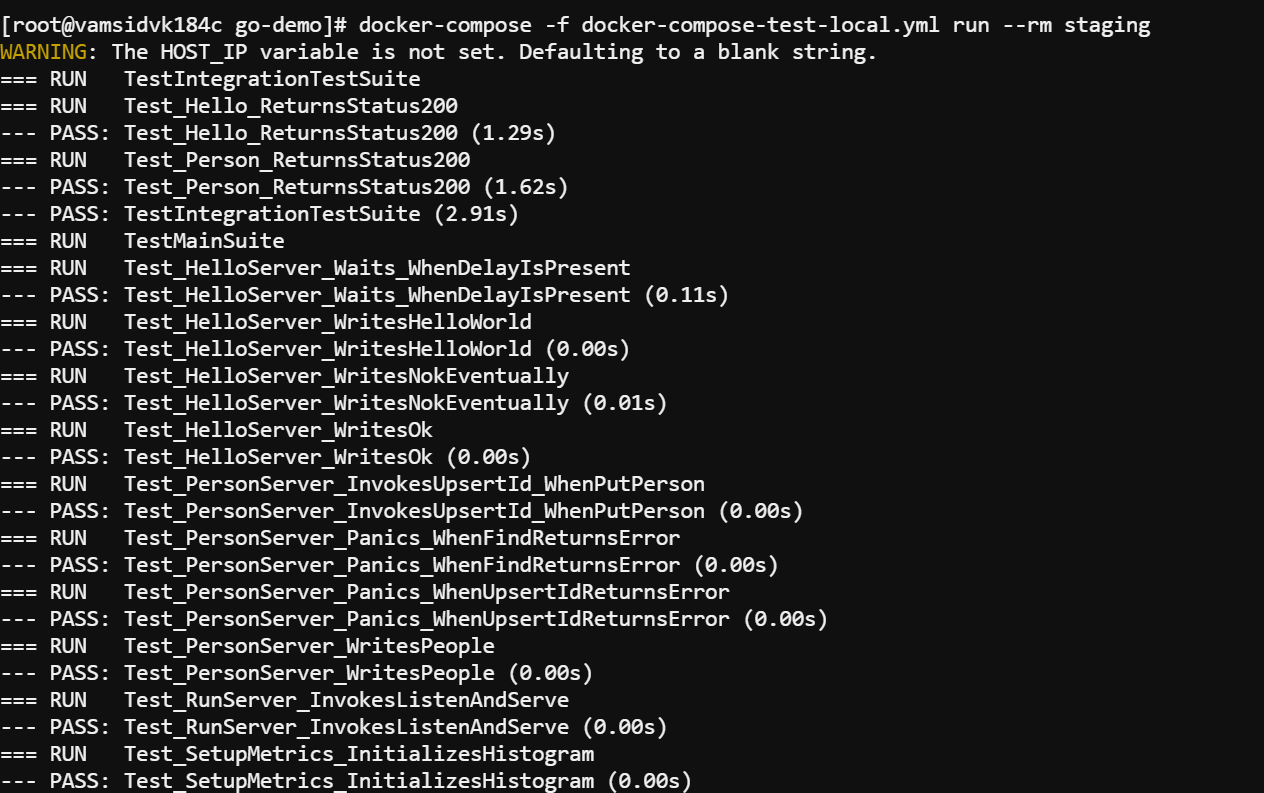 [root@vamsidvk184c go-demo]# docker-compose -f docker-compose-test-local.yml run --rm staging
WARNING: The HOST_IP variable is not set. Defaulting to a blank string.
=== RUN   TestIntegrationTestSuite
=== RUN   Test_Hello_ReturnsStatus200
--- PASS: Test_Hello_ReturnsStatus200 (1.29s)
=== RUN   Test_Person_ReturnsStatus200
--- PASS: Test_Person_ReturnsStatus200 (1.62s)
--- PASS: TestIntegrationTestSuite (2.91s)
=== RUN   TestMainSuite
=== RUN   Test_HelloServer_Waits_WhenDelayIsPresent
--- PASS: Test_HelloServer_Waits_WhenDelayIsPresent (0.11s)
=== RUN   Test_HelloServer_WritesHelloWorld
--- PASS: Test_HelloServer_WritesHelloWorld (0.00s)
=== RUN   Test_HelloServer_WritesNokEventually
--- PASS: Test_HelloServer_WritesNokEventually (0.01s)
=== RUN   Test_HelloServer_WritesOk
--- PASS: Test_HelloServer_WritesOk (0.00s)
=== RUN   Test_PersonServer_InvokesUpsertId_WhenPutPerson
--- PASS: Test_PersonServer_InvokesUpsertId_WhenPutPerson (0.00s)
=== RUN   Test_PersonServer_Panics_WhenFindReturnsError
--- PASS: Test_PersonServer_Panics_WhenFindReturnsError (0.00s)
=== RUN   Test_PersonServer_Panics_WhenUpsertIdReturnsError
--- PASS: Test_PersonServer_Panics_WhenUpsertIdReturnsError (0.00s)
=== RUN   Test_PersonServer_WritesPeople
--- PASS: Test_PersonServer_WritesPeople (0.00s)
=== RUN   Test_RunServer_InvokesListenAndServe
--- PASS: Test_RunServer_InvokesListenAndServe (0.00s)
=== RUN   Test_SetupMetrics_InitializesHistogram
--- PASS: Test_SetupMetrics_InitializesHistogram (0.00s)